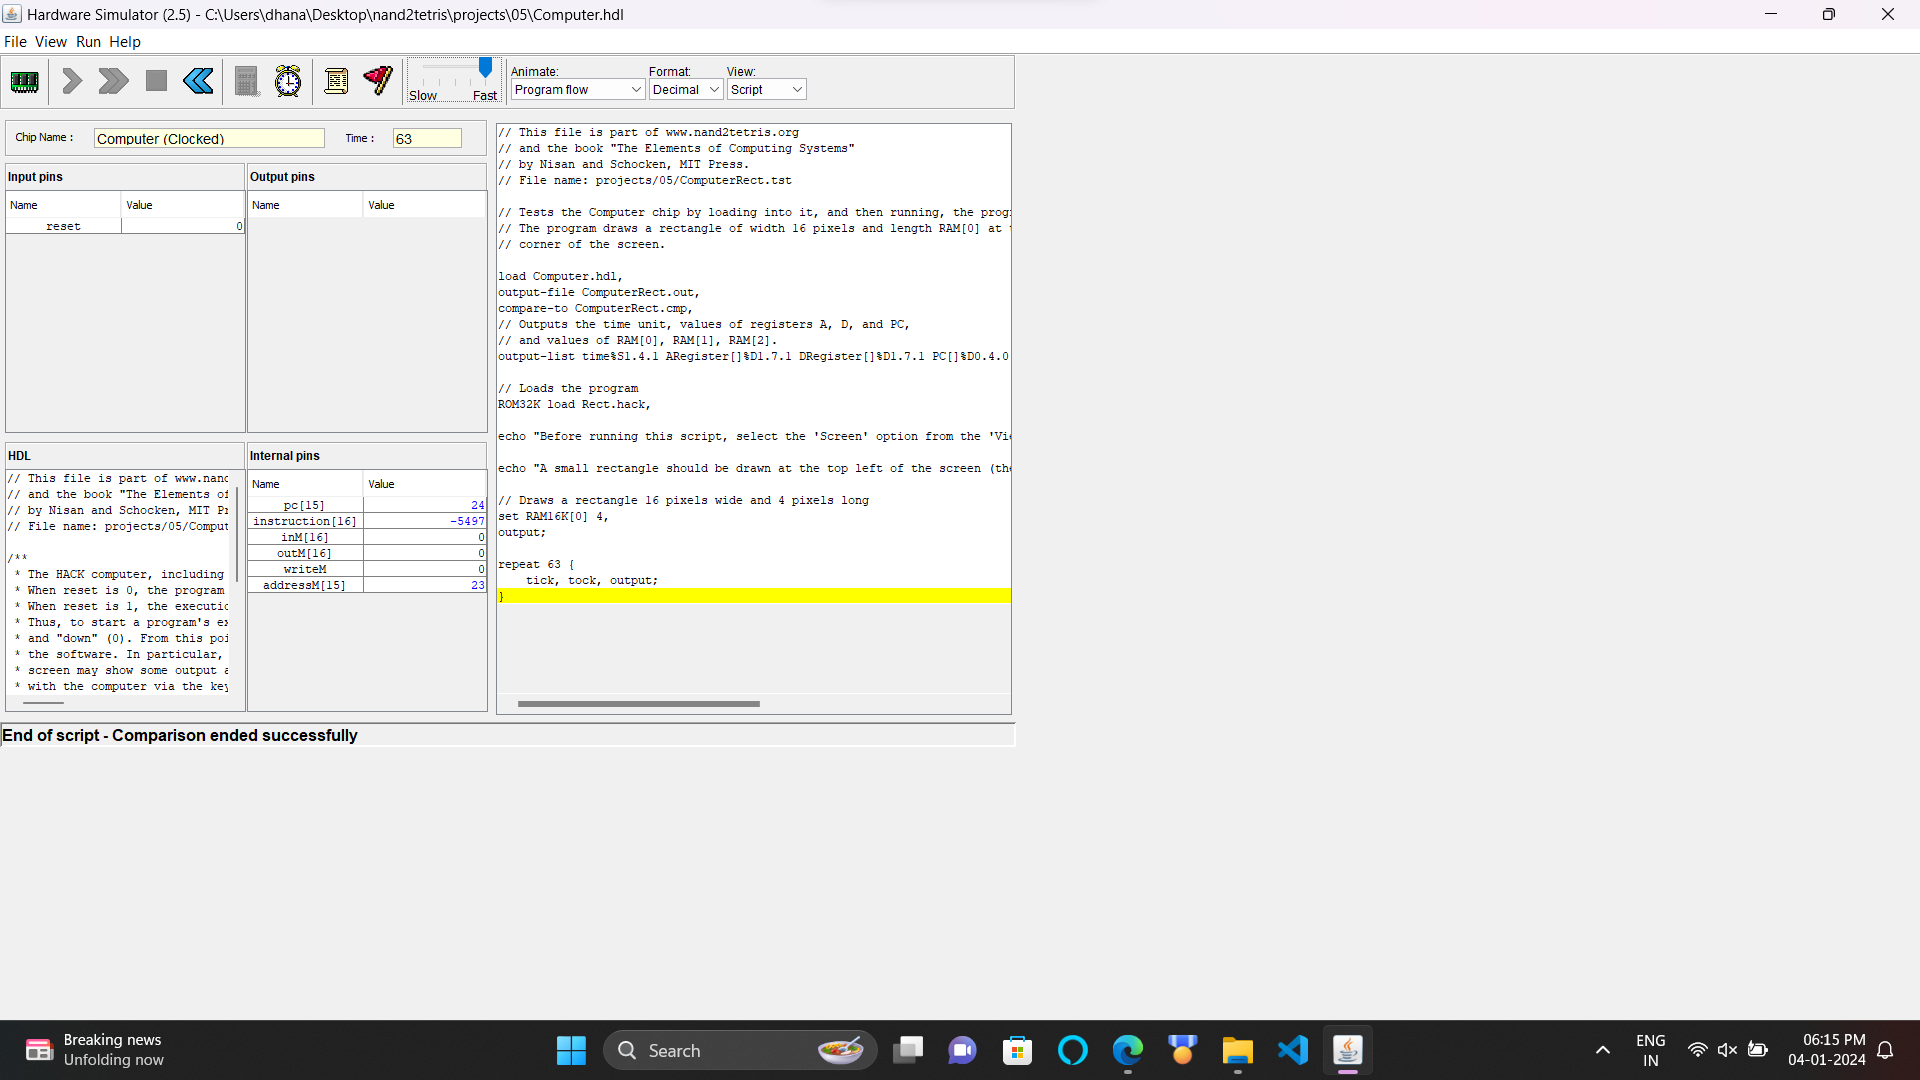 Hardware Simulator (2.5) - C:\Users\dhana\Desktop\nand2tetris\projects\05\Computer.hdl
File View Run Help
Slow Fast
Animate: Format: View:
Program flow Decimal Script
Chip Name : Computer (Clocked) Time : 63
Input pins
Name Value
reset 0
Output pins
Name Value
HDL
// This file is part of www.nand
// and the book "The Elements of
// by Nisan and Schocken, MIT Pr
// File name: projects/05/Comput
/**
* The HACK computer, including
* When reset is 0, the program
* When reset is 1, the executio
* Thus, to start a program's ex
* and "down" (0). From this poi
* the software. In particular,
* screen may show some output a
* with the computer via the key
Internal pins
Name Value
pc[15] 24
instruction[16] -5497
inM[16] 0
outM[16] 0
writeM 0
addressM[15] 23
// This file is part of www.nand2tetris.org
// and the book "The Elements of Computing Systems"
// by Nisan and Schocken, MIT Press.
// File name: projects/05/ComputerRect.tst
// Tests the Computer chip by loading into it, and then running, the prog
// The program draws a rectangle of width 16 pixels and length RAM[0] at
// corner of the screen.
load Computer.hdl,
output-file ComputerRect.out,
compare-to ComputerRect.cmp,
// Outputs the time unit, values of registers A, D, and PC,
// and values of RAM[0], RAM[1], RAM[2].
output-list time%S1.4.1 ARegister[]%D1.7.1 DRegister[]%D1.7.1 PC[]%D0.4.0
// Loads the program
ROM32K load Rect.hack,
echo "Before running this script, select the 'Screen' option from the 'Vie
echo "A small rectangle should be drawn at the top left of the screen (the
// Draws a rectangle 16 pixels wide and 4 pixels long
set RAM16K[0] 4,
output;
repeat 63 {
tick, tock, output;
}
End of script - Comparison ended successfully
Breaking news
Unfolding now
Search
ENG
IN
06:15 PM
04-01-2024